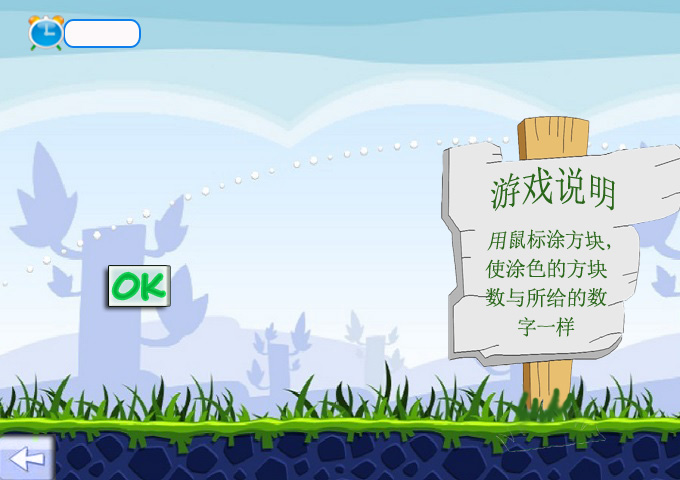 游戏说明
用鼠标涂方块，
使涂色的方块
数与所给的数
字一样
OK